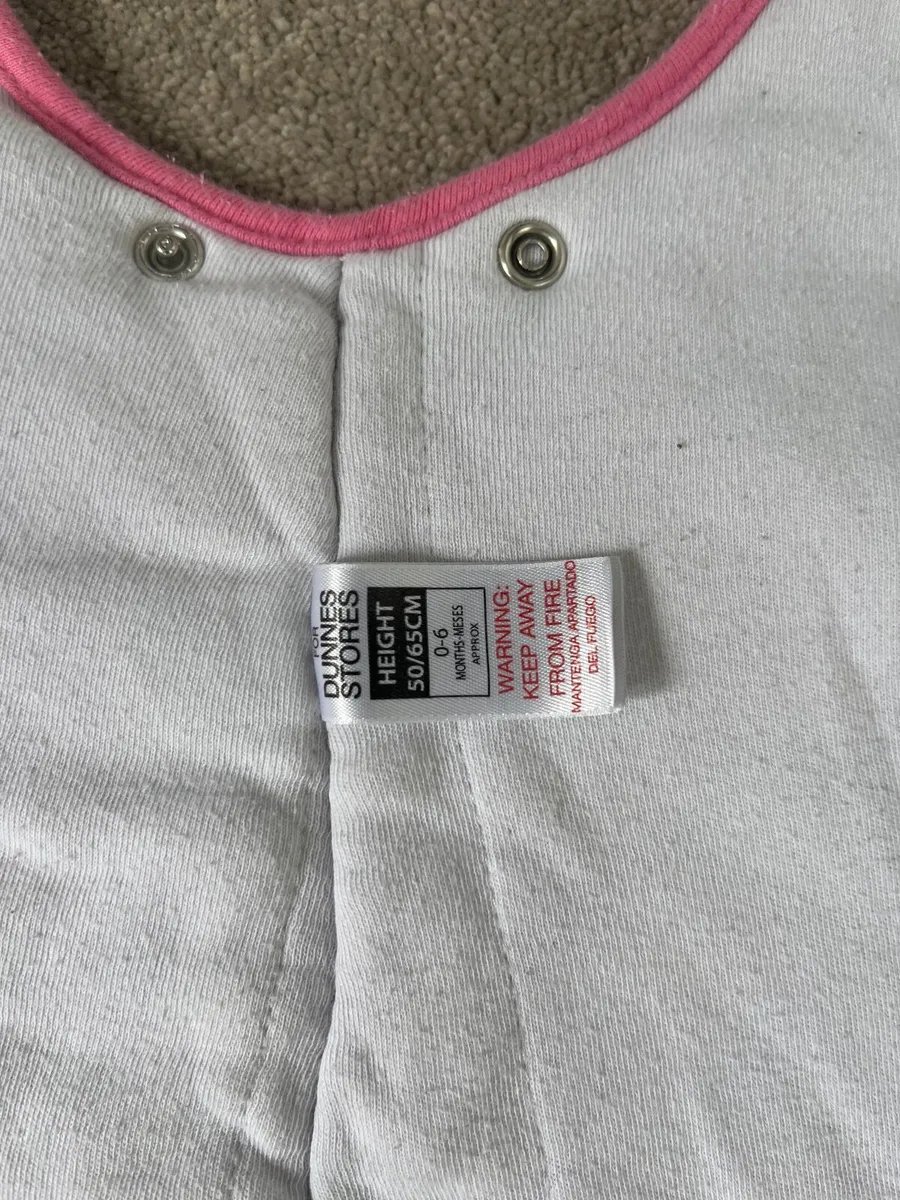 FOR
DUNNES
STORES
HEIGHT
50/65CM
0-6
MONTHS-MESES
APPROX
WARNING:
KEEP AWAY
FROM FIRE
MANTENGA APARTADO
DEL FUEGO